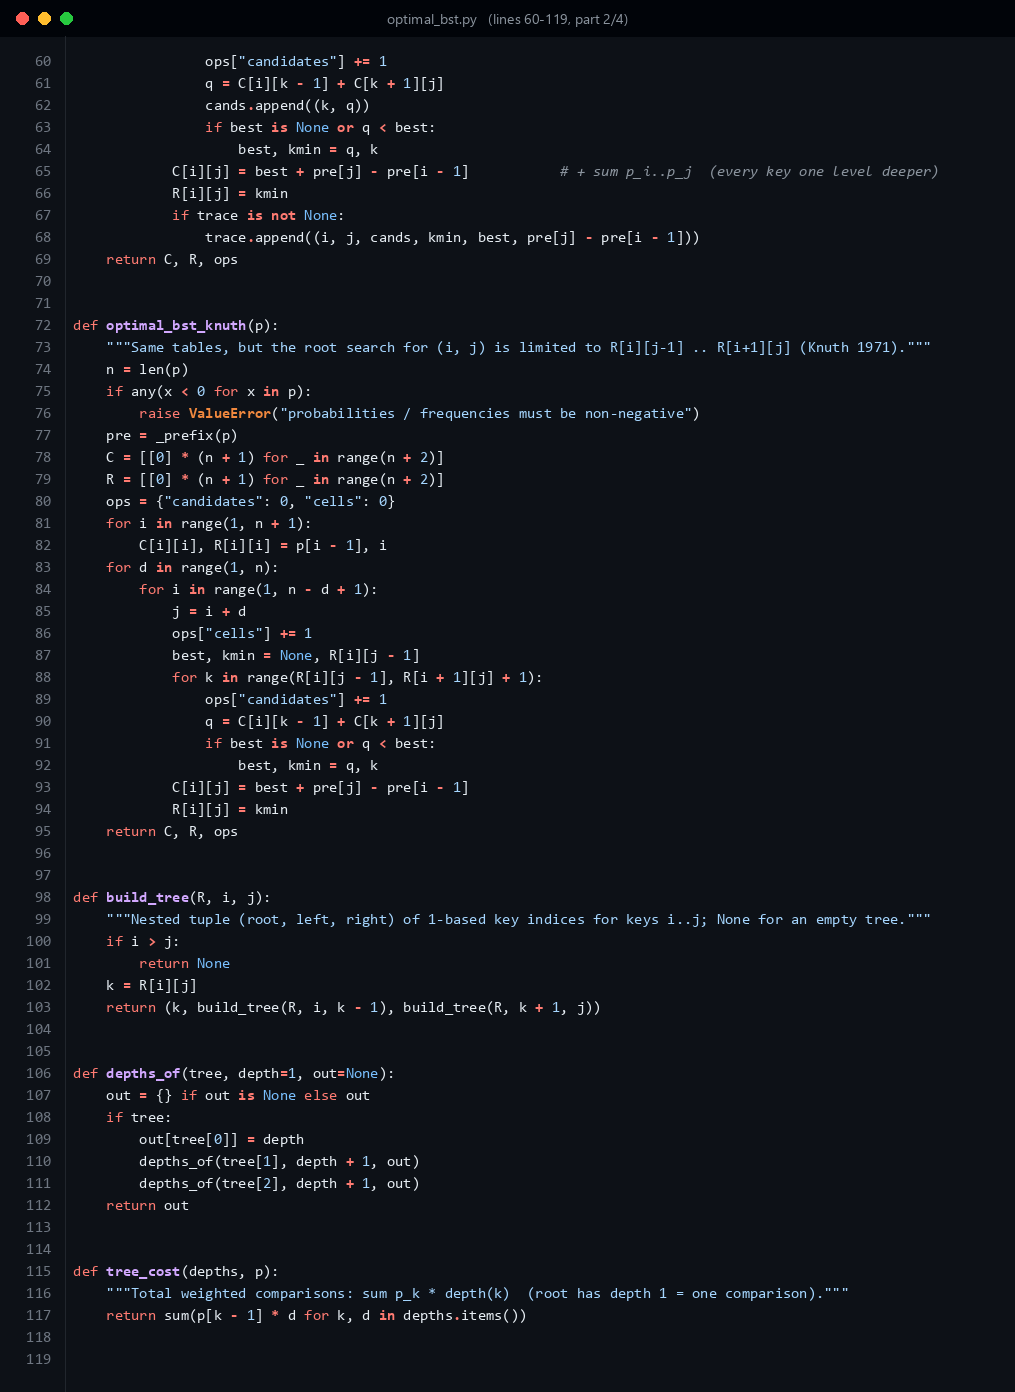 optimal_bst.py   (lines 60-119, part 2/4)
60                 ops["candidates"] += 1
61                 q = C[i][k - 1] + C[k + 1][j]
62                 cands.append((k, q))
63                 if best is None or q < best:
64                     best, kmin = q, k
65             C[i][j] = best + pre[j] - pre[i - 1]           # + sum p_i..p_j  (every key one level deeper)
66             R[i][j] = kmin
67             if trace is not None:
68                 trace.append((i, j, cands, kmin, best, pre[j] - pre[i - 1]))
69     return C, R, ops
70
71
72 def optimal_bst_knuth(p):
73     """Same tables, but the root search for (i, j) is limited to R[i][j-1] .. R[i+1][j] (Knuth 1971)."""
74     n = len(p)
75     if any(x < 0 for x in p):
76         raise ValueError("probabilities / frequencies must be non-negative")
77     pre = _prefix(p)
78     C = [[0] * (n + 1) for _ in range(n + 2)]
79     R = [[0] * (n + 1) for _ in range(n + 2)]
80     ops = {"candidates": 0, "cells": 0}
81     for i in range(1, n + 1):
82         C[i][i], R[i][i] = p[i - 1], i
83     for d in range(1, n):
84         for i in range(1, n - d + 1):
85             j = i + d
86             ops["cells"] += 1
87             best, kmin = None, R[i][j - 1]
88             for k in range(R[i][j - 1], R[i + 1][j] + 1):
89                 ops["candidates"] += 1
90                 q = C[i][k - 1] + C[k + 1][j]
91                 if best is None or q < best:
92                     best, kmin = q, k
93             C[i][j] = best + pre[j] - pre[i - 1]
94             R[i][j] = kmin
95     return C, R, ops
96
97
98 def build_tree(R, i, j):
99     """Nested tuple (root, left, right) of 1-based key indices for keys i..j; None for an empty tree."""
100     if i > j:
101         return None
102     k = R[i][j]
103     return (k, build_tree(R, i, k - 1), build_tree(R, k + 1, j))
104
105
106 def depths_of(tree, depth=1, out=None):
107     out = {} if out is None else out
108     if tree:
109         out[tree[0]] = depth
110         depths_of(tree[1], depth + 1, out)
111         depths_of(tree[2], depth + 1, out)
112     return out
113
114
115 def tree_cost(depths, p):
116     """Total weighted comparisons: sum p_k * depth(k)  (root has depth 1 = one comparison)."""
117     return sum(p[k - 1] * d for k, d in depths.items())
118
119